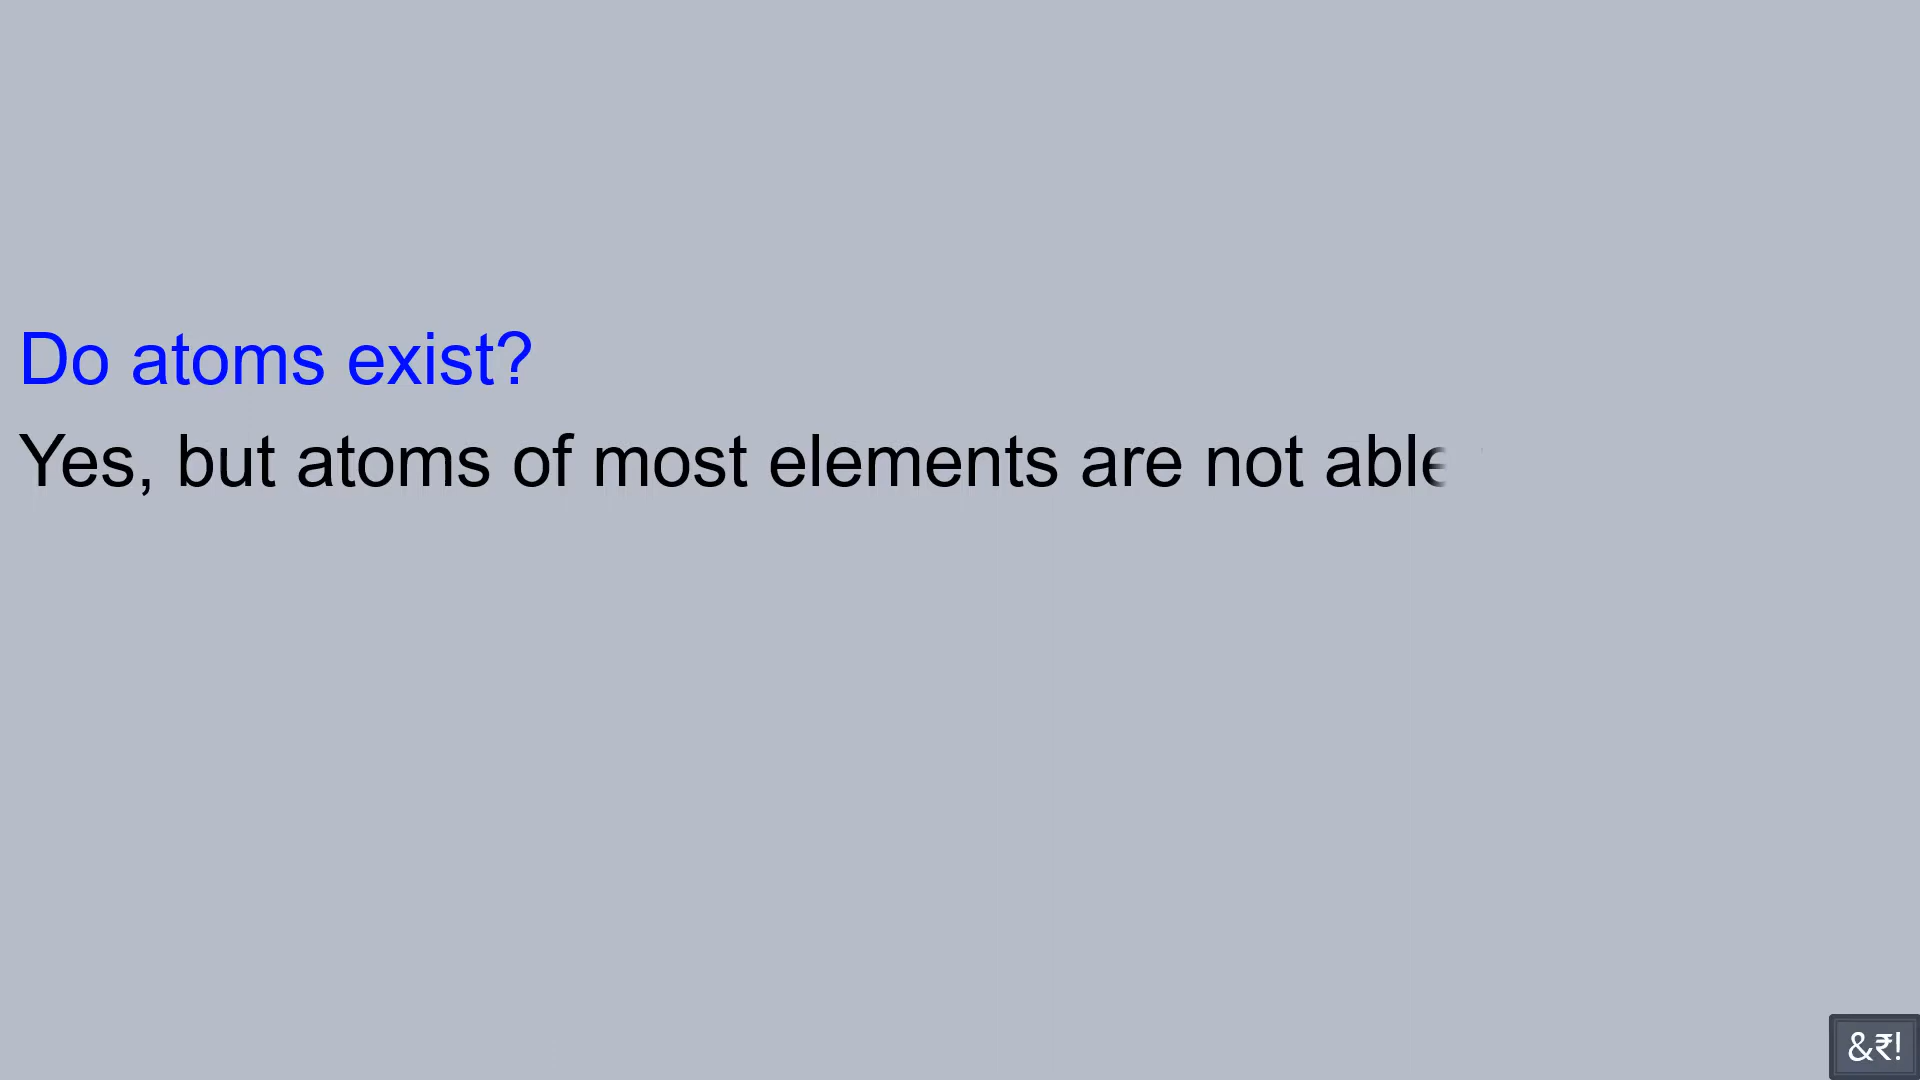 Do atoms exist?
Yes, but atoms of most elements are not able
&₹!